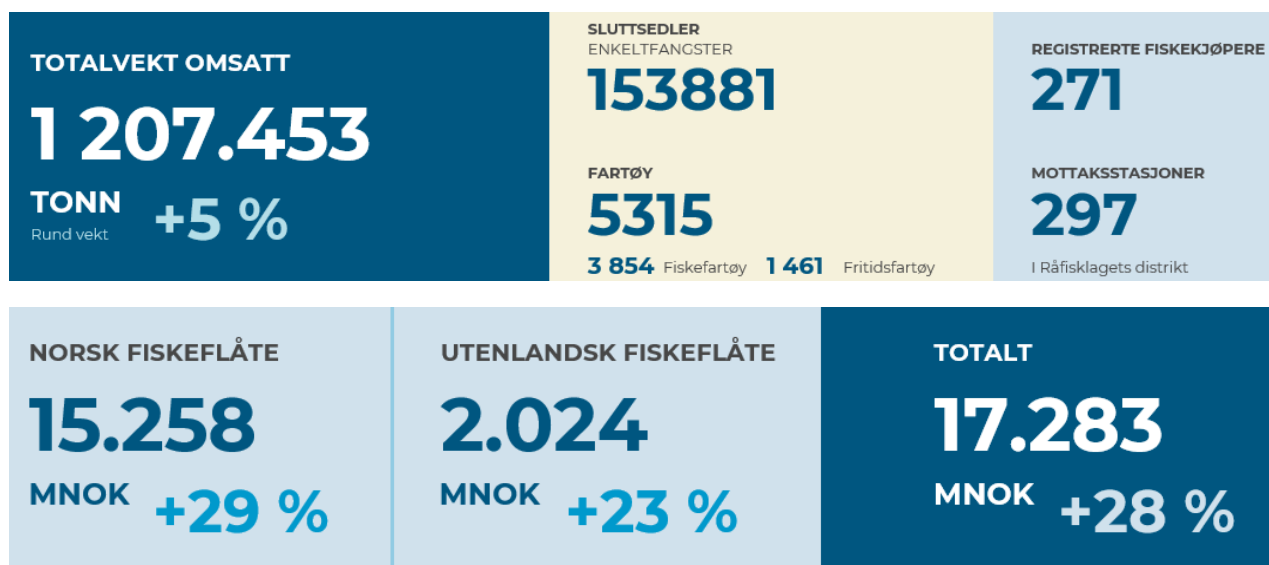 TOTALVEKT OMSATT
1 207.453
TONN
Rund vekt
+5 %
SLUTTSEDLER
ENKELTFANGSTER
153881
FARTØY
5315
3 854 Fiskefartøy 1 461 Fritidsfartøy
REGISTRERTE FISKEKJØPERE
271
MOTTAKSSTASJONER
297
I Råfisklagets distrikt
NORSK FISKEFLÅTE
15.258
MNOK +29 %
UTENLANDSK FISKEFLÅTE
2.024
MNOK +23 %
TOTALT
17.283
MNOK +28 %